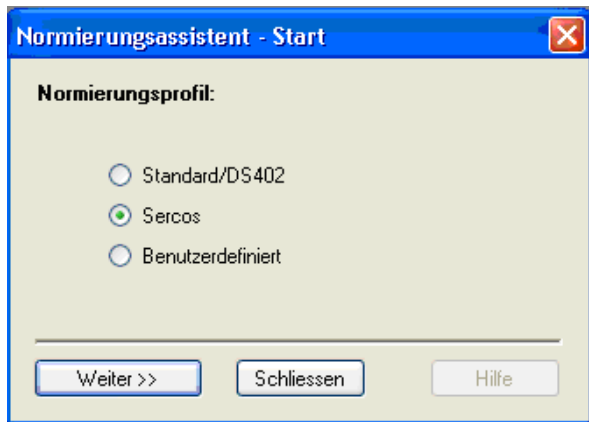 Normierungsassistent - Start
Normierungsprofil:
Standard/DS402
Sercos
Benutzerdefiniert
Weiter >> Schliessen Hilfe